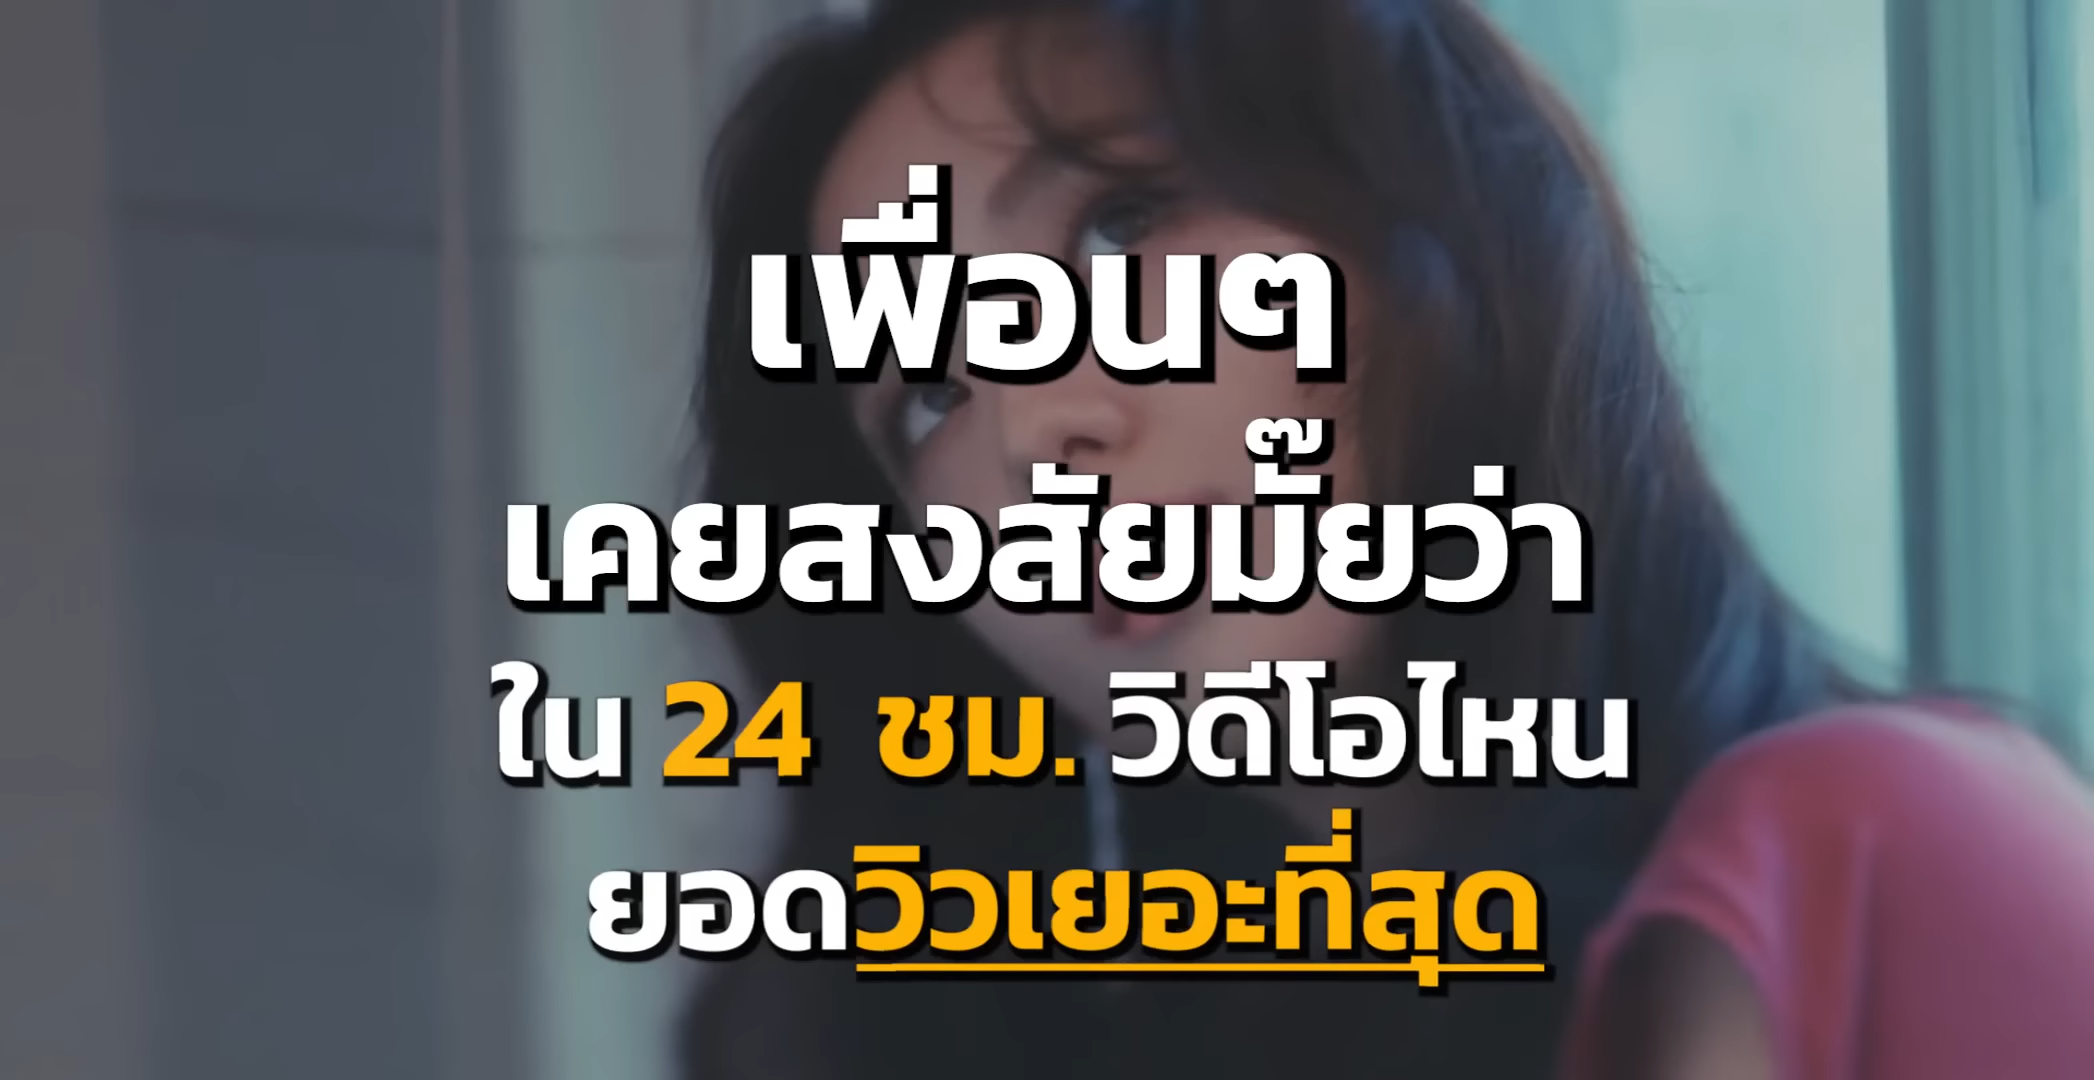 เพื่อนๆ
เคยสงสัยมั๊ยว่า
ใน 24 ชม. วิดีโอไหน
ยอดวิวเยอะที่สุด